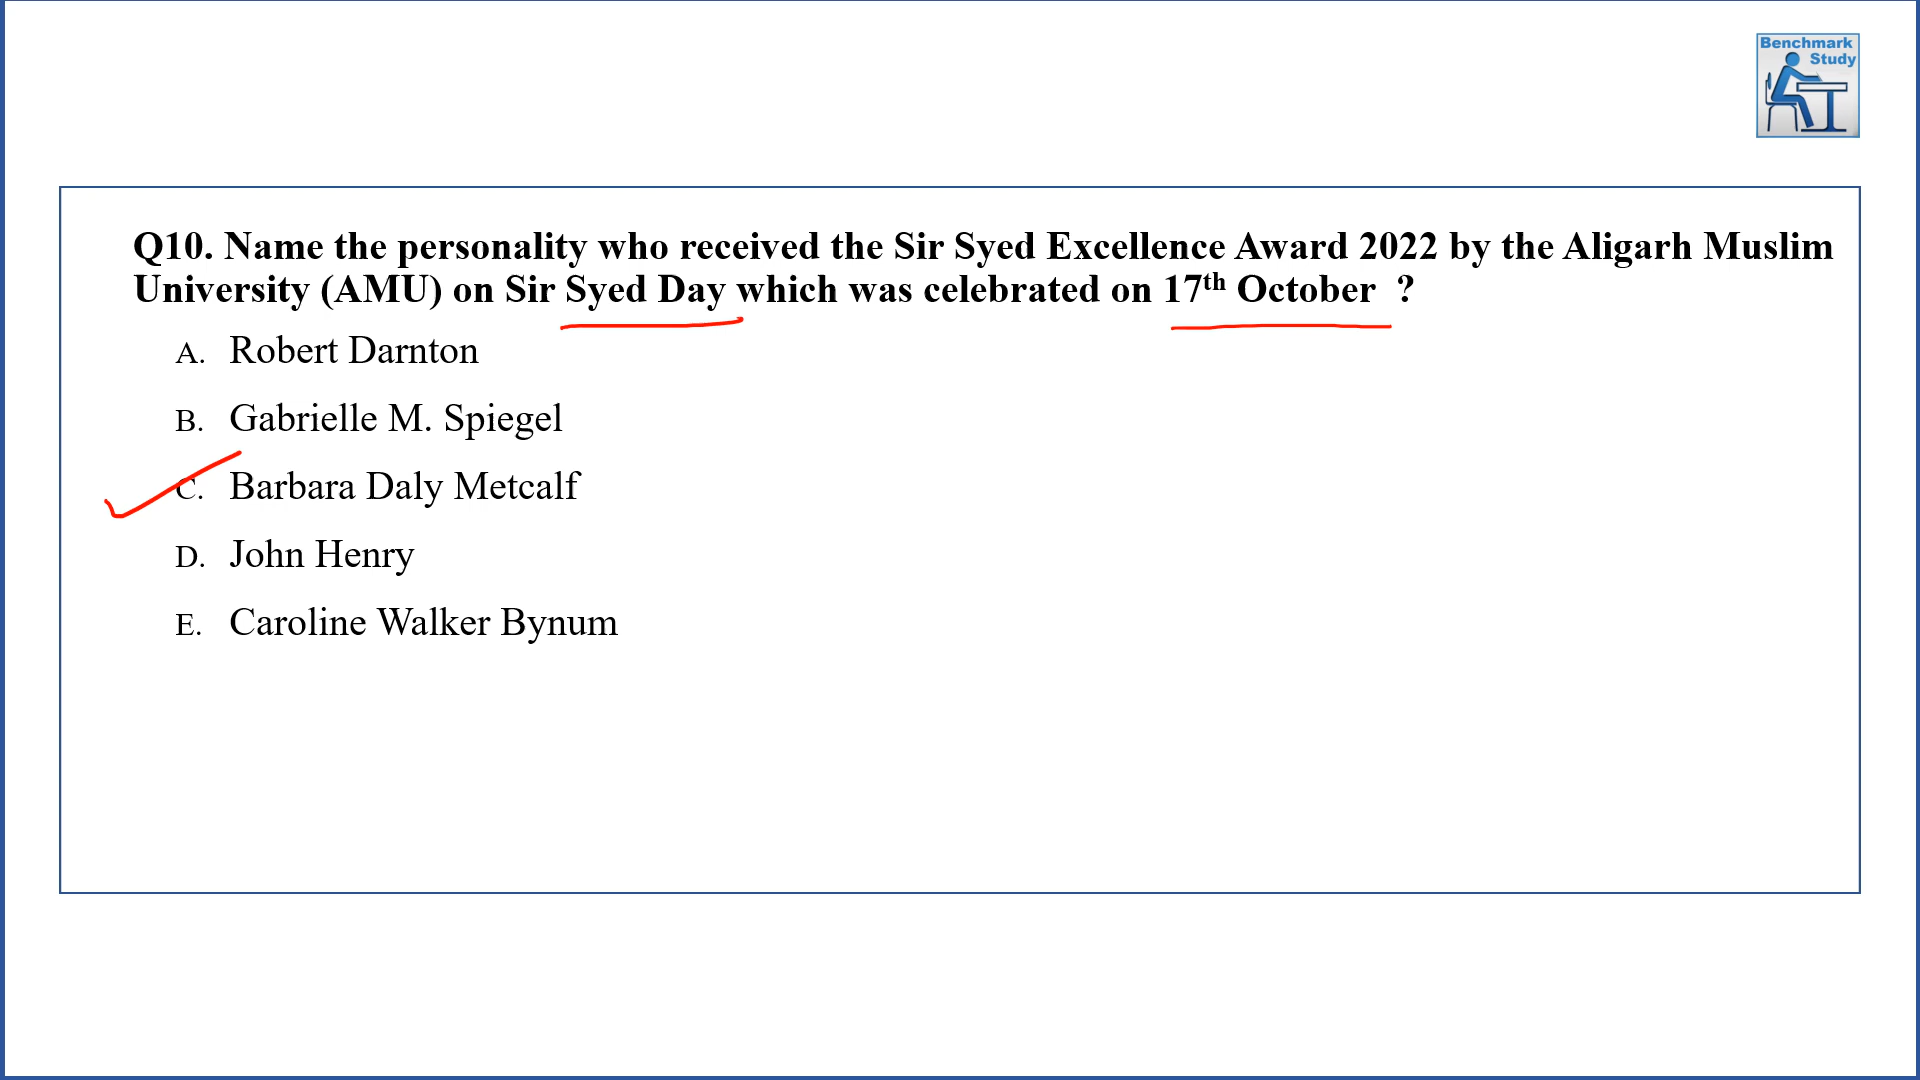 Benchmark
Study
Q10. Name the personality who received the Sir Syed Excellence Award 2022 by the Aligarh Muslim
University (AMU) on Sir Syed Day which was celebrated on 17th October ?
A. Robert Darnton
B. Gabrielle M. Spiegel
C. Barbara Daly Metcalf
D. John Henry
E. Caroline Walker Bynum